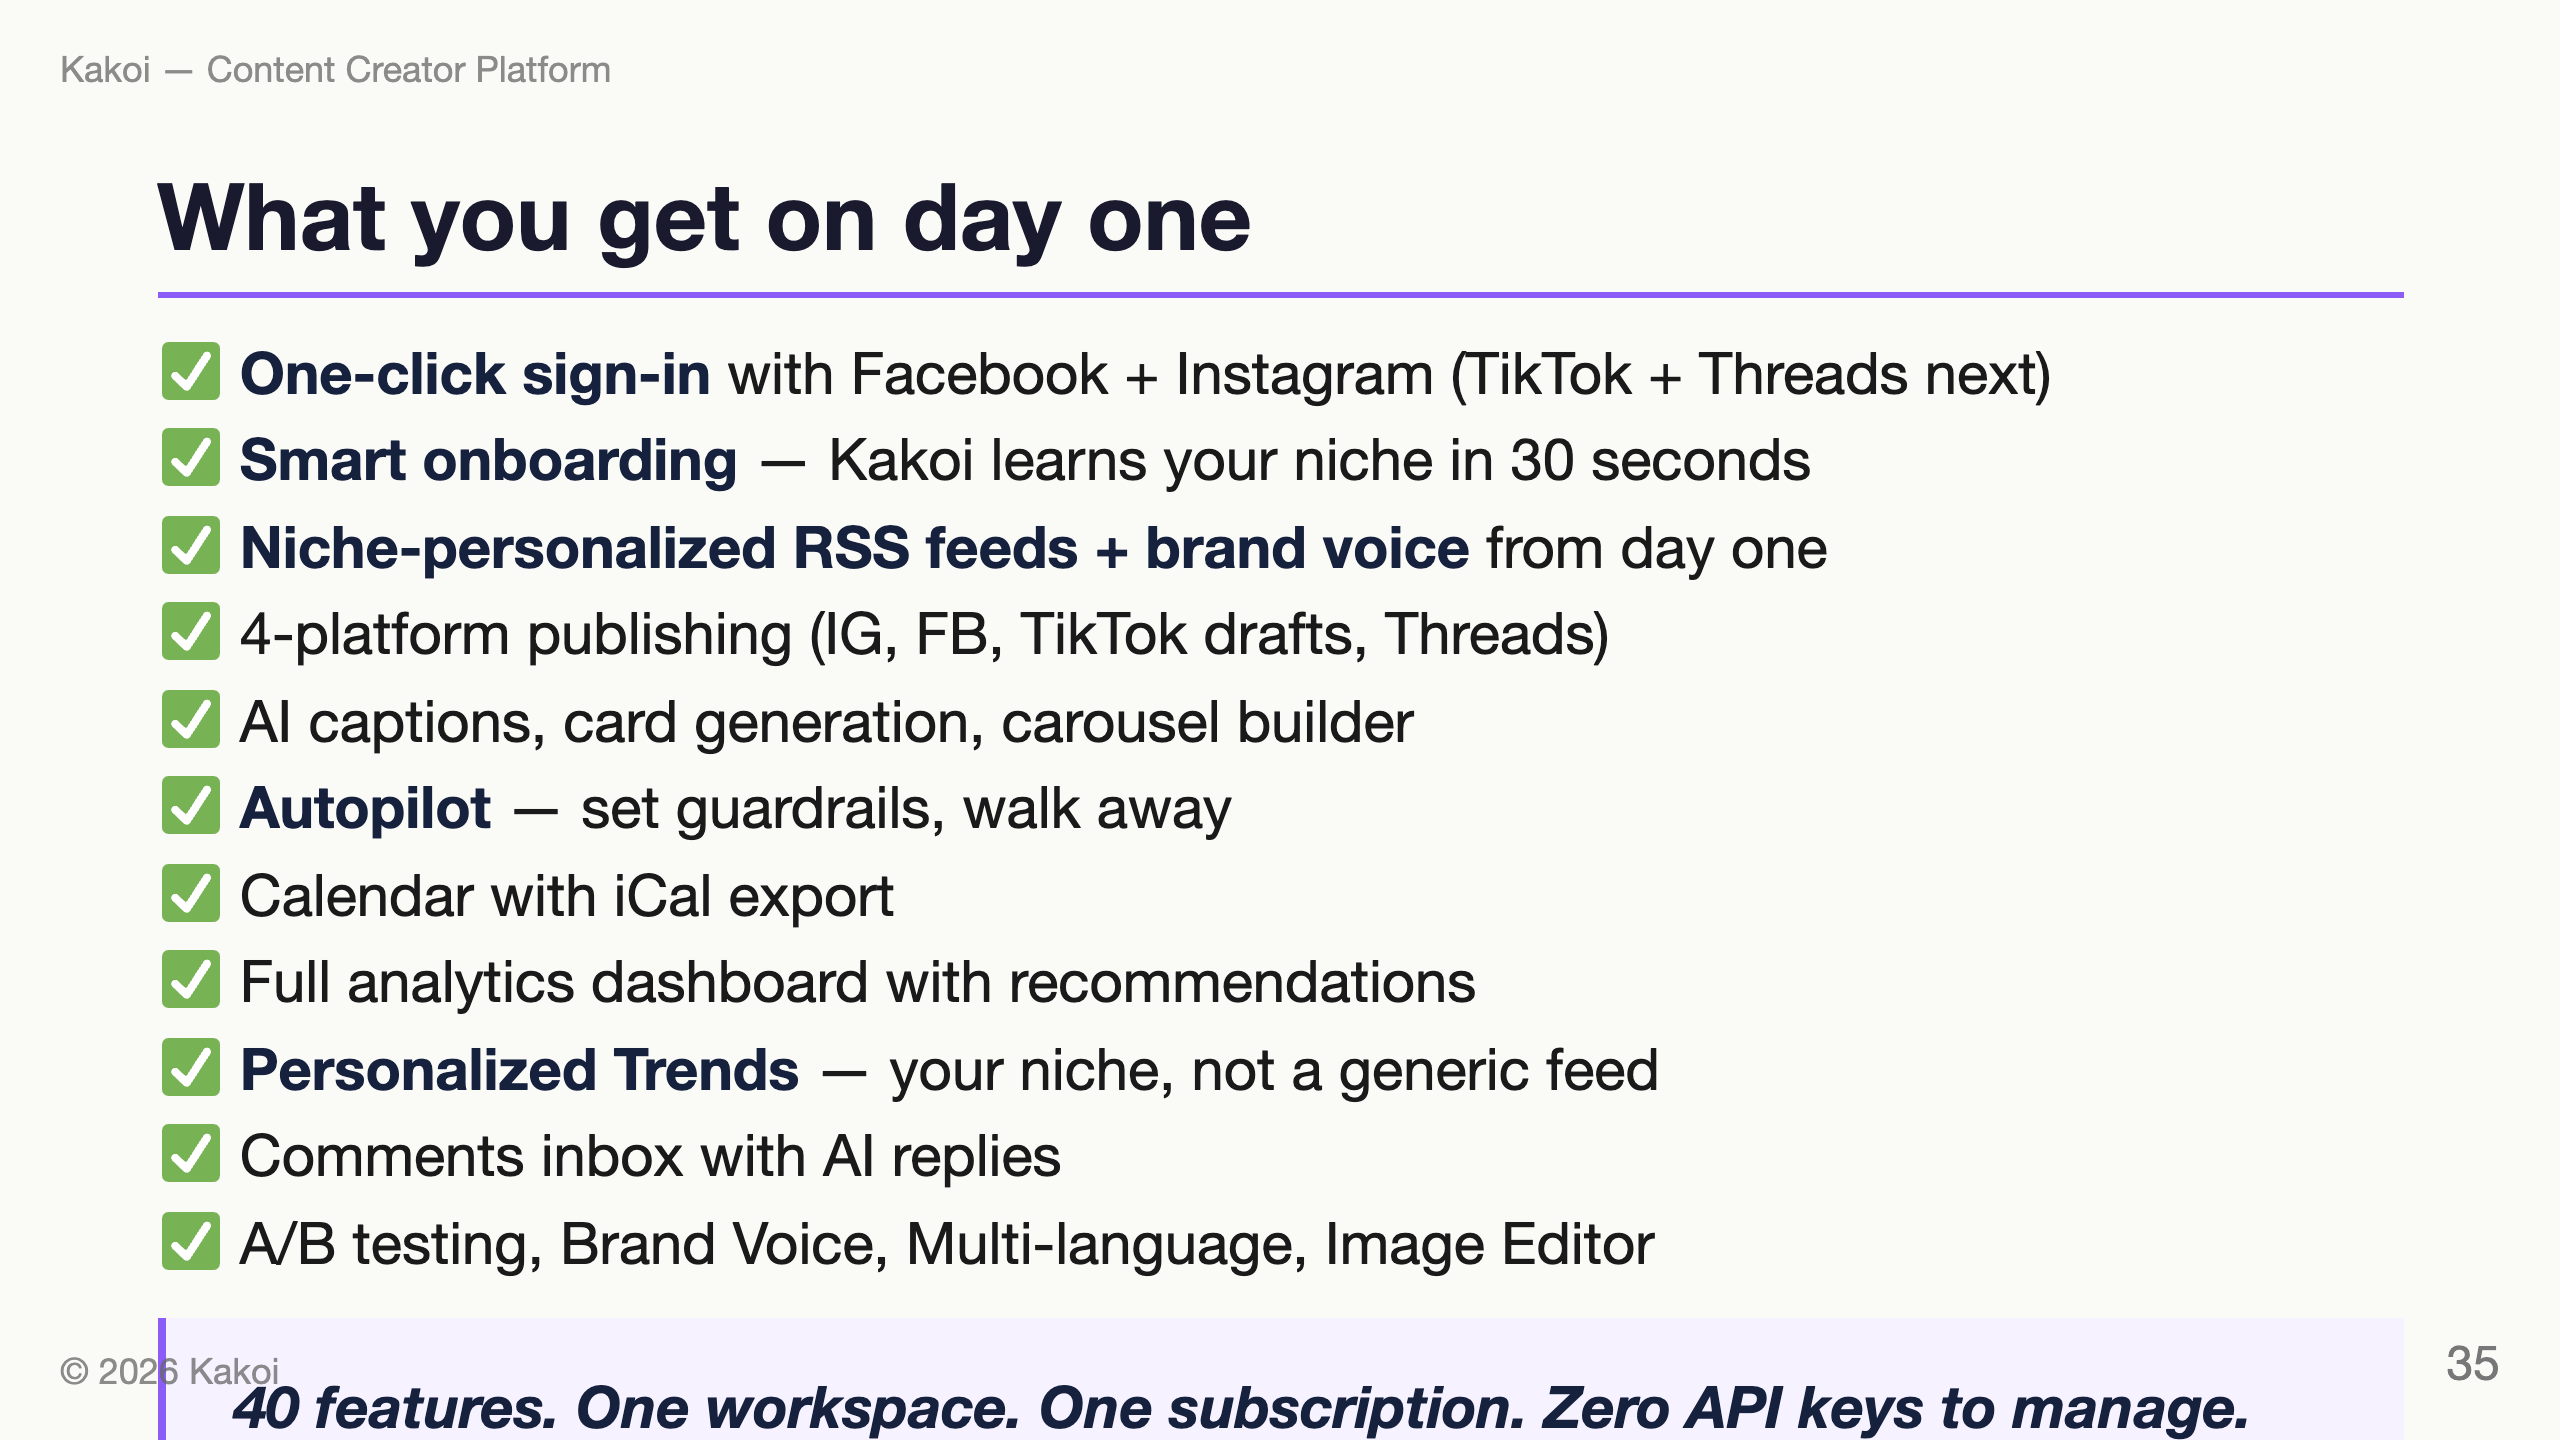 Kakoi — Content Creator Platform
What you get on day one
✅ One-click sign-in with Facebook + Instagram (TikTok + Threads next)
✅ Smart onboarding — Kakoi learns your niche in 30 seconds
✅ Niche-personalized RSS feeds + brand voice from day one
✅ 4-platform publishing (IG, FB, TikTok drafts, Threads)
✅ AI captions, card generation, carousel builder
✅ Autopilot — set guardrails, walk away
✅ Calendar with iCal export
✅ Full analytics dashboard with recommendations
✅ Personalized Trends — your niche, not a generic feed
✅ Comments inbox with AI replies
✅ A/B testing, Brand Voice, Multi-language, Image Editor
40 features. One workspace. One subscription. Zero API keys to manage.
© 2026 Kakoi
35